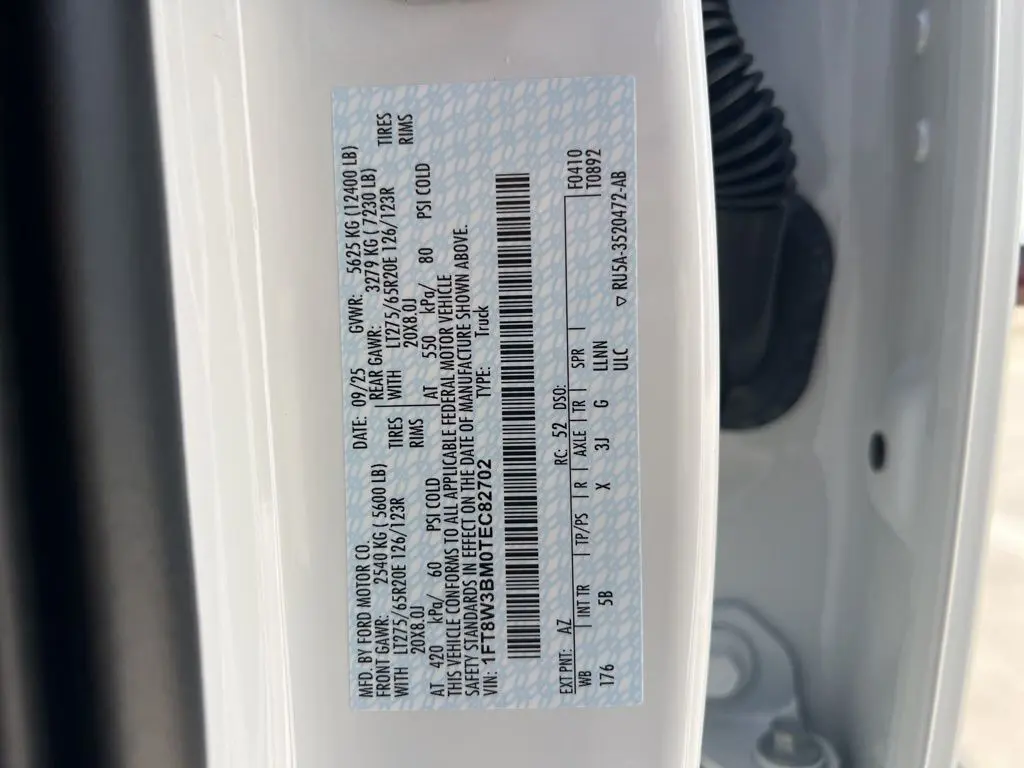 MFD. BY FORD MOTOR CO. DATE: 09/25 GVWR: 5625 KG (12400 LB)
FRONT GAWR: 2540 KG ( 5600 LB) REAR GAWR: 3279 KG ( 7230 LB)
WITH LT275/65R20E 126/123R TIRES WITH LT275/65R20E 126/123R TIRES
20X8.0J RIMS 20X8.0J RIMS
AT 420 kPa/ 60 PSI COLD AT 550 kPa/ 80 PSI COLD
THIS VEHICLE CONFORMS TO ALL APPLICABLE FEDERAL MOTOR VEHICLE
SAFETY STANDARDS IN EFFECT ON THE DATE OF MANUFACTURE SHOWN ABOVE.
VIN: 1FT8W3BM0TEC82702 TYPE: Truck
EXT PNT: AZ RC: 52 DSO: F0410
WB | INT TR | TP/PS | R | AXLE | TR | SPR | T0892
176 5B X 3J G LLNN
ULC ▽ RU5A-3520472-AB